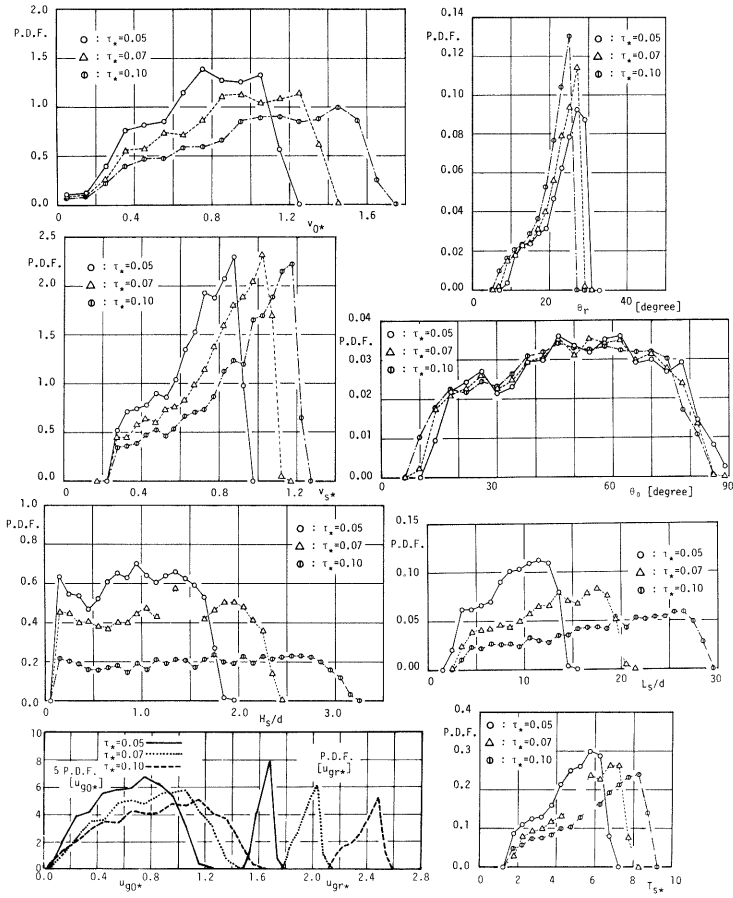 2.0
P.D.F.
1.5
1.0
0.5
0.0
○ : τ*=0.05
△ : τ*=0.07
⦶ : τ*=0.10
0 0.4 0.8 1.2 1.6
v0*
0.14
P.D.F.
0.12
0.10
0.08
0.06
0.04
0.02
0.00
○ : τ*=0.05
△ : τ*=0.07
⦶ : τ*=0.10
0 20 40
θr [degree]
2.5
P.D.F.
2.0
1.5
1.0
0.5
0.0
○ : τ*=0.05
△ : τ*=0.07
⦶ : τ*=0.10
0 0.4 0.8 1.2
vs*
0.04
P.D.F.
0.03
0.02
0.01
0.00
○ : τ*=0.05
△ : τ*=0.07
⦶ : τ*=0.10
0 30 60 90
θ0 [degree]
1.0
P.D.F.
0.8
0.6
0.4
0.2
0.0
○ : τ*=0.05
△ : τ*=0.07
⦶ : τ*=0.10
0 1.0 2.0 3.0
Hs/d
0.15
P.D.F.
0.10
0.05
0.00
○ : τ*=0.05
△ : τ*=0.07
⦶ : τ*=0.10
0 10 20 30
Ls/d
10
8
6
4
2
0
τ*=0.05
τ*=0.07
τ*=0.10
5 P.D.F.
[ug0*]
P.D.F.
[ugr*]
0.0 0.4 0.8 1.2 1.6 2.0 2.4 2.8
ug0* ugr*
0.4
P.D.F.
0.3
0.2
0.1
0.0
○ : τ*=0.05
△ : τ*=0.07
⦶ : τ*=0.10
0 2 4 6 8 10
Ts*